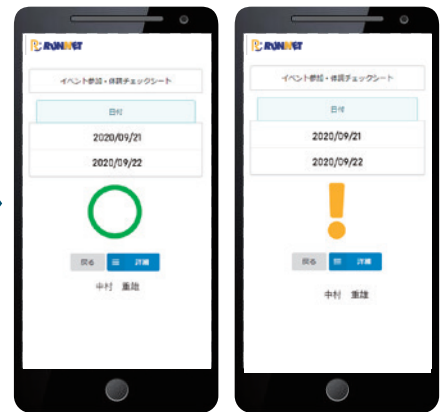 RUNNET
イベント参加・体調チェックシート
日付
2020/09/21
2020/09/22
戻る 詳細
中村 重雄
RUNNET
イベント参加・体調チェックシート
日付
2020/09/21
2020/09/22
戻る 詳細
中村 重雄